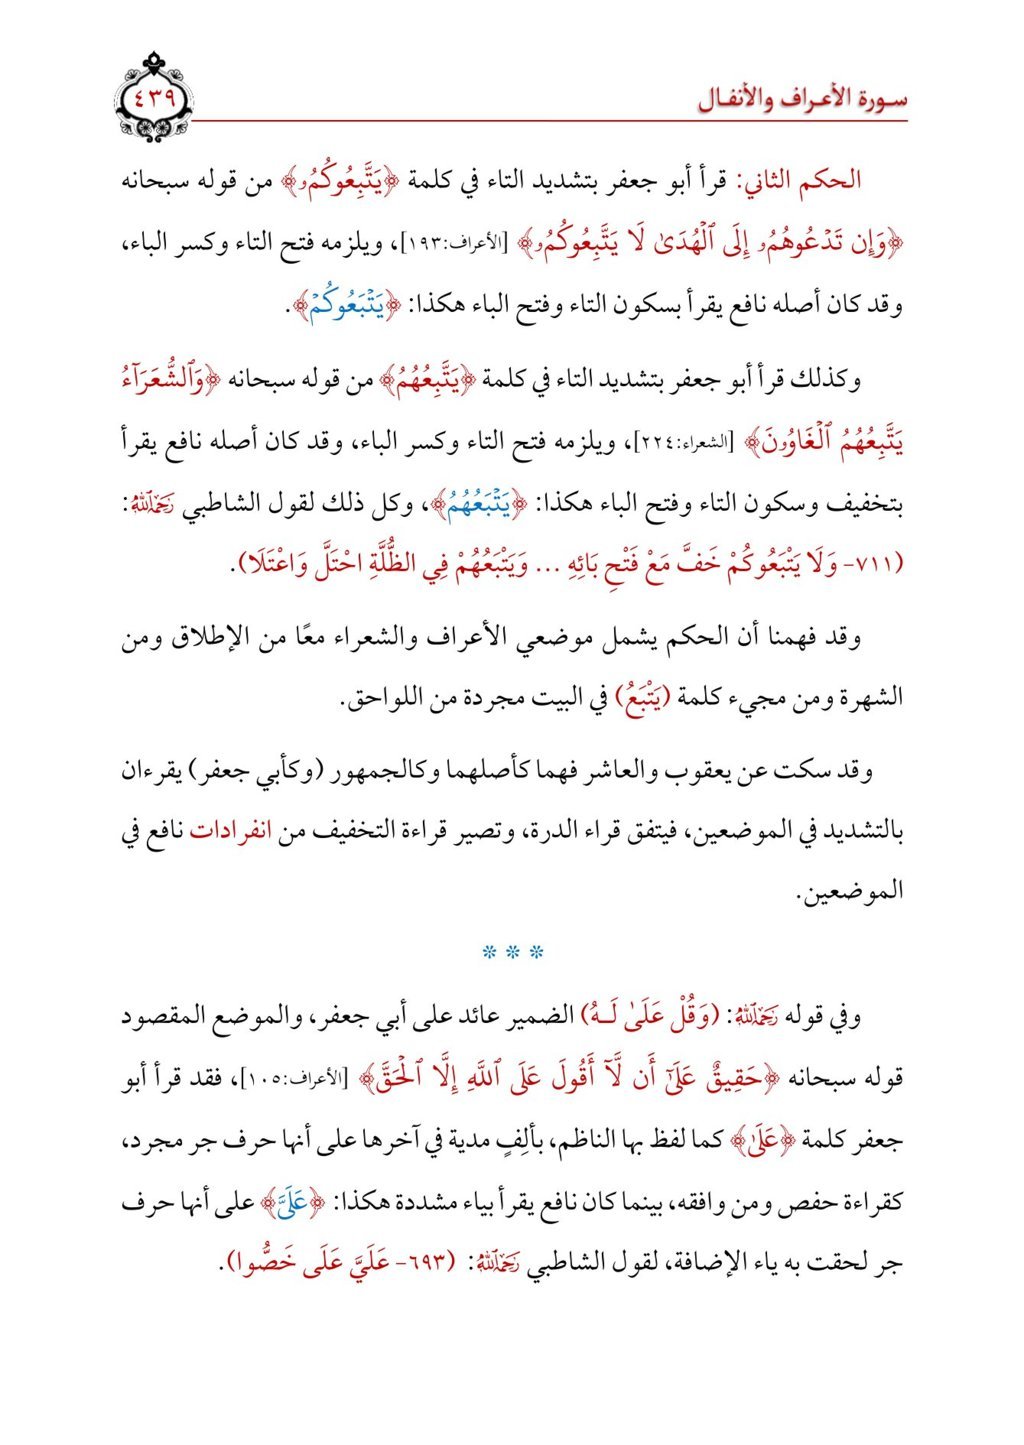 سورة الأعراف والأنفال
٤٣٩
الحكم الثاني: قرأ أبو جعفر بتشديد التاء في كلمة ﴿يَتَّبِعُوكُمُۥ﴾ من قوله سبحانه
﴿وَإِن تَدۡعُوهُمُۥ إِلَى ٱلۡهُدَىٰ لَا يَتَّبِعُوكُمُۥ﴾ [الأعراف:١٩٣]، ويلزمه فتح التاء وكسر الباء،
وقد كان أصله نافع يقرأ بسكون التاء وفتح الباء هكذا: ﴿يَتۡبَعُوكُمۡ﴾.
وكذلك قرأ أبو جعفر بتشديد التاء في كلمة ﴿يَتَّبِعُهُمُ﴾ من قوله سبحانه ﴿وَٱلشُّعَرَآءُ
يَتَّبِعُهُمُ ٱلۡغَاوُۥنَ﴾ [الشعراء:٢٢٤]، ويلزمه فتح التاء وكسر الباء، وقد كان أصله نافع يقرأ
بتخفيف وسكون التاء وفتح الباء هكذا: ﴿يَتۡبَعُهُمُ﴾، وكل ذلك لقول الشاطبي رَحِمَهُ ٱللَّهُ:
(٧١١- وَلَا يَتْبَعُوكُمْ خَفَّ مَعْ فَتْحِ بَائِهِ ... وَيَتْبَعُهُمْ فِي الظُّلَّةِ احْتَلَّ وَاعْتَلَا).
وقد فهمنا أن الحكم يشمل موضعي الأعراف والشعراء معًا من الإطلاق ومن
الشهرة ومن مجيء كلمة (يَتْبَعُ) في البيت مجردة من اللواحق.
وقد سكت عن يعقوب والعاشر فهما كأصلهما وكالجمهور (وكأبي جعفر) يقرءان
بالتشديد في الموضعين، فيتفق قراء الدرة، وتصير قراءة التخفيف من انفرادات نافع في
الموضعين.
* * *
وفي قوله رَحِمَهُ ٱللَّهُ: (وَقُلْ عَلَىٰ لَـهُ) الضمير عائد على أبي جعفر، والموضع المقصود
قوله سبحانه ﴿حَقِيقٌ عَلَىٰٓ أَن لَّآ أَقُولَ عَلَى ٱللَّهِ إِلَّا ٱلۡحَقَّ﴾ [الأعراف:١٠٥]، فقد قرأ أبو
جعفر كلمة ﴿عَلَىٰ﴾ كما لفظ بها الناظم، بألِفٍ مدية في آخرها على أنها حرف جر مجرد،
كقراءة حفص ومن وافقه، بينما كان نافع يقرأ بياء مشددة هكذا: ﴿عَلَيَّ﴾ على أنها حرف
جر لحقت به ياء الإضافة، لقول الشاطبي رَحِمَهُ ٱللَّهُ: (٦٩٣- عَلَيَّ عَلَى خَصُّوا).